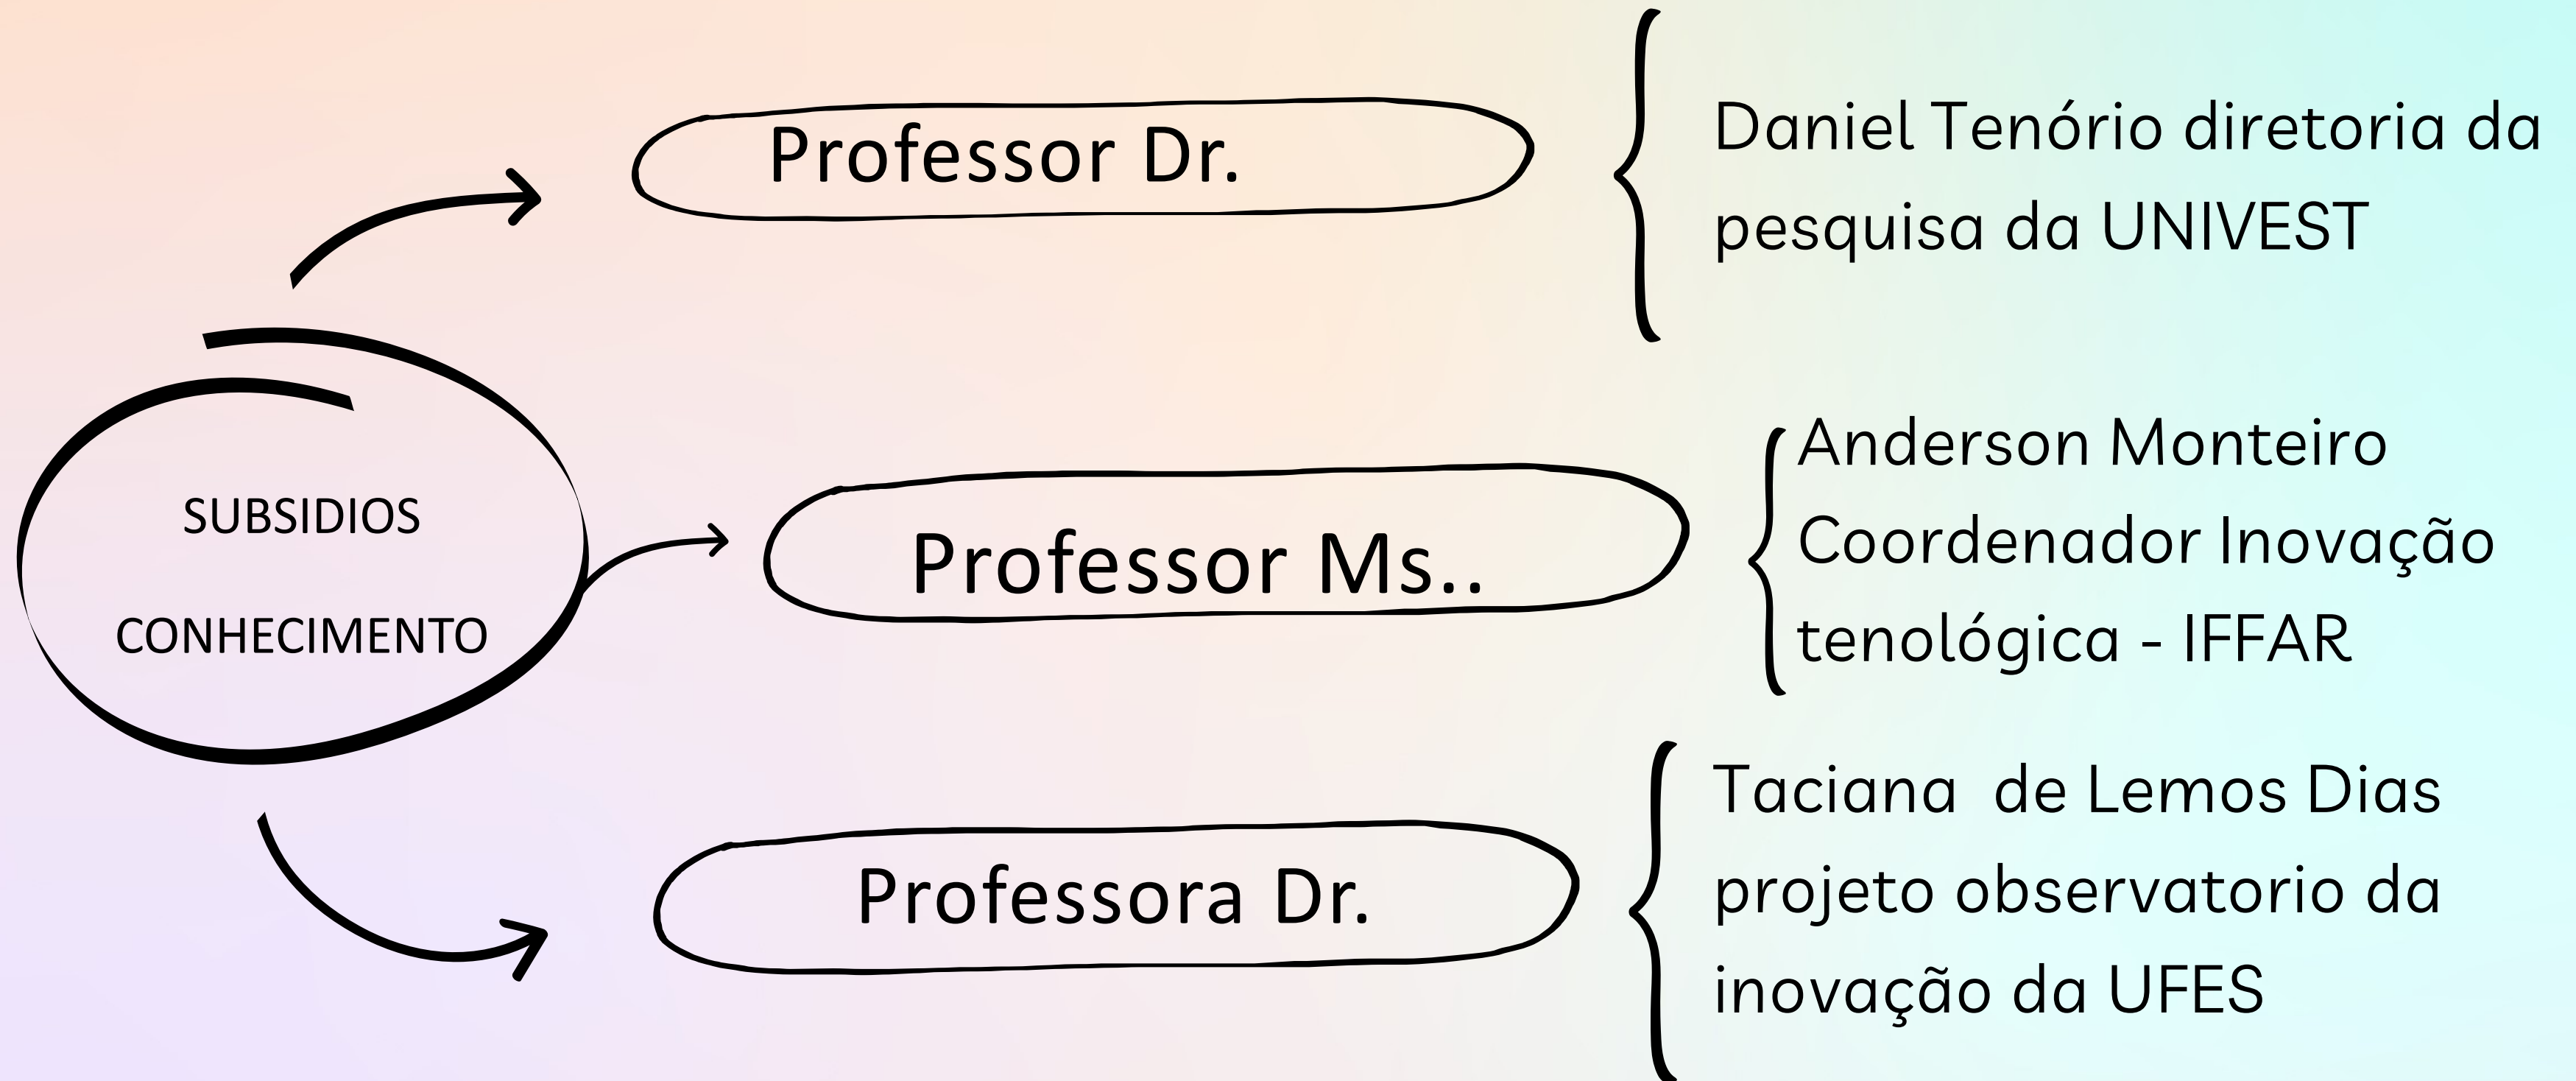 Professor Dr.
Daniel Tenório diretoria da
pesquisa da UNIVEST
SUBSIDIOS
CONHECIMENTO
Professor Ms..
Anderson Monteiro
Coordenador Inovação
tenológica - IFFAR
Professora Dr.
Taciana  de Lemos Dias
projeto observatorio da
inovação da UFES